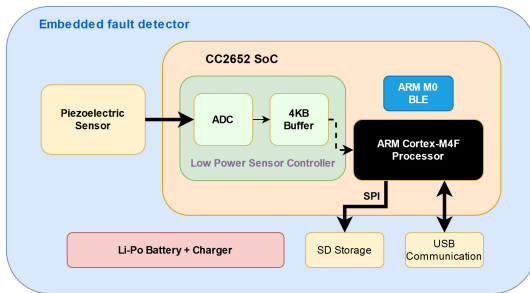 Embedded fault detector
CC2652 SoC
ARM M0
BLE
Piezoelectric
Sensor
ADC
4KB
Buffer
ARM Cortex-M4F
Processor
Low Power Sensor Controller
SPI
Li-Po Battery + Charger
SD Storage
USB
Communication